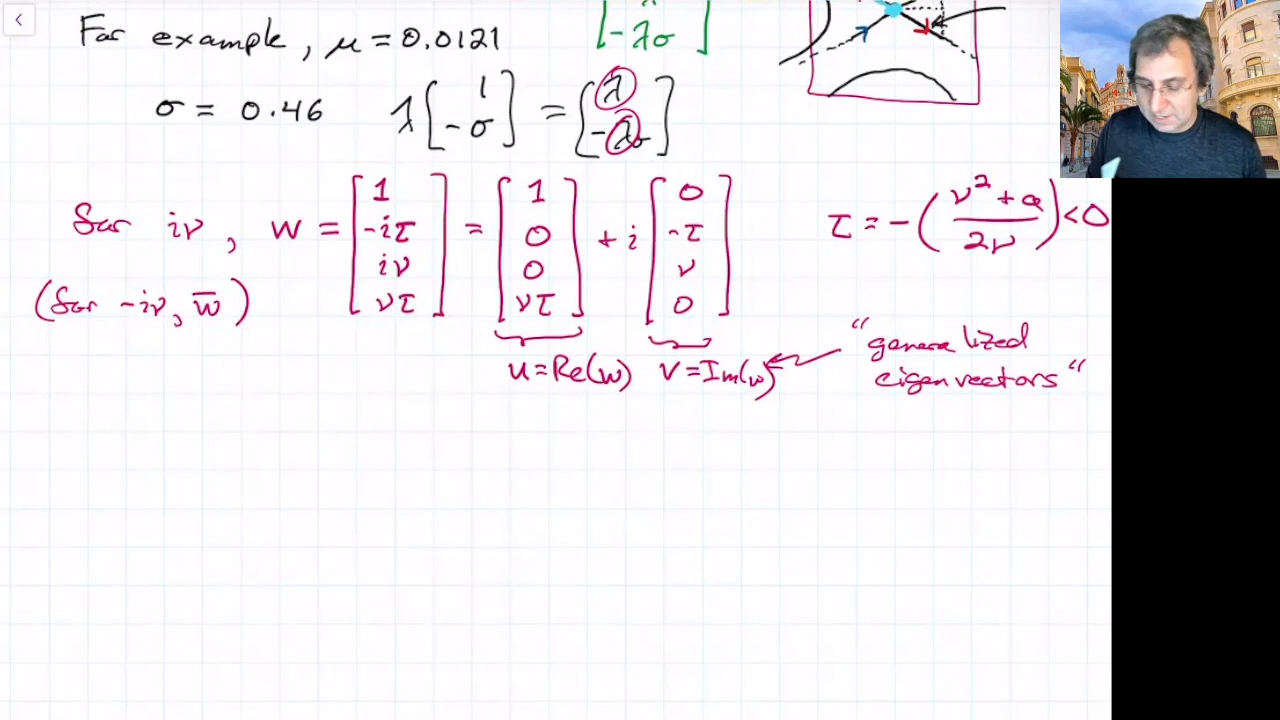 For example, μ = 0.0121
[ -λσ ]
σ = 0.46 λ [ 1 -σ ] = [ λ -λσ ]
for iν, w = [ 1 -iτ iν ντ ] = [ 1 0 0 ντ ] + i [ 0 -τ ν 0 ] τ = -( ν² + a / 2ν ) < 0
(for -iν, w̄ )
u = Re(w) v = Im(w) "generalized
eigenvectors"